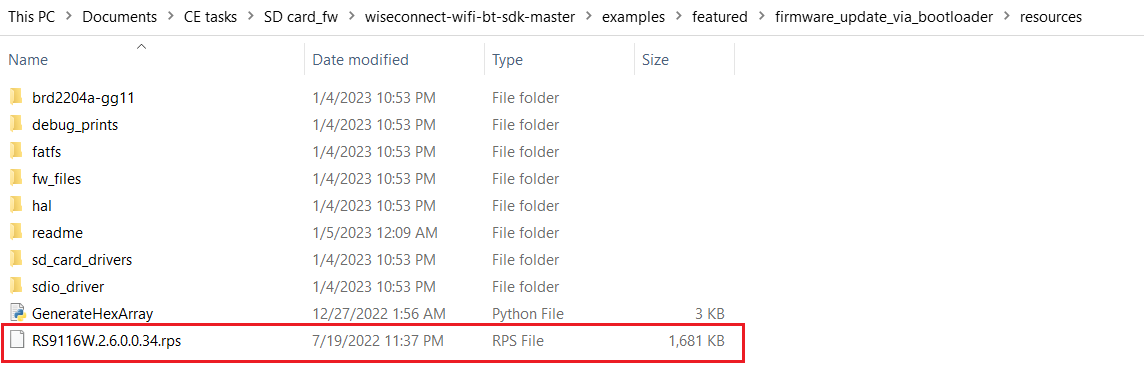 This PC > Documents > CE tasks > SD card_fw > wiseconnect-wifi-bt-sdk-master > examples > featured > firmware_update_via_bootloader > resources
Name Date modified Type Size
brd2204a-gg11 1/4/2023 10:53 PM File folder
debug_prints 1/4/2023 10:53 PM File folder
fatfs 1/4/2023 10:53 PM File folder
fw_files 1/4/2023 10:53 PM File folder
hal 1/4/2023 10:53 PM File folder
readme 1/5/2023 12:09 AM File folder
sd_card_drivers 1/4/2023 10:53 PM File folder
sdio_driver 1/4/2023 10:53 PM File folder
GenerateHexArray 12/27/2022 1:56 AM Python File 3 KB
RS9116W.2.6.0.0.34.rps 7/19/2022 11:37 PM RPS File 1,681 KB